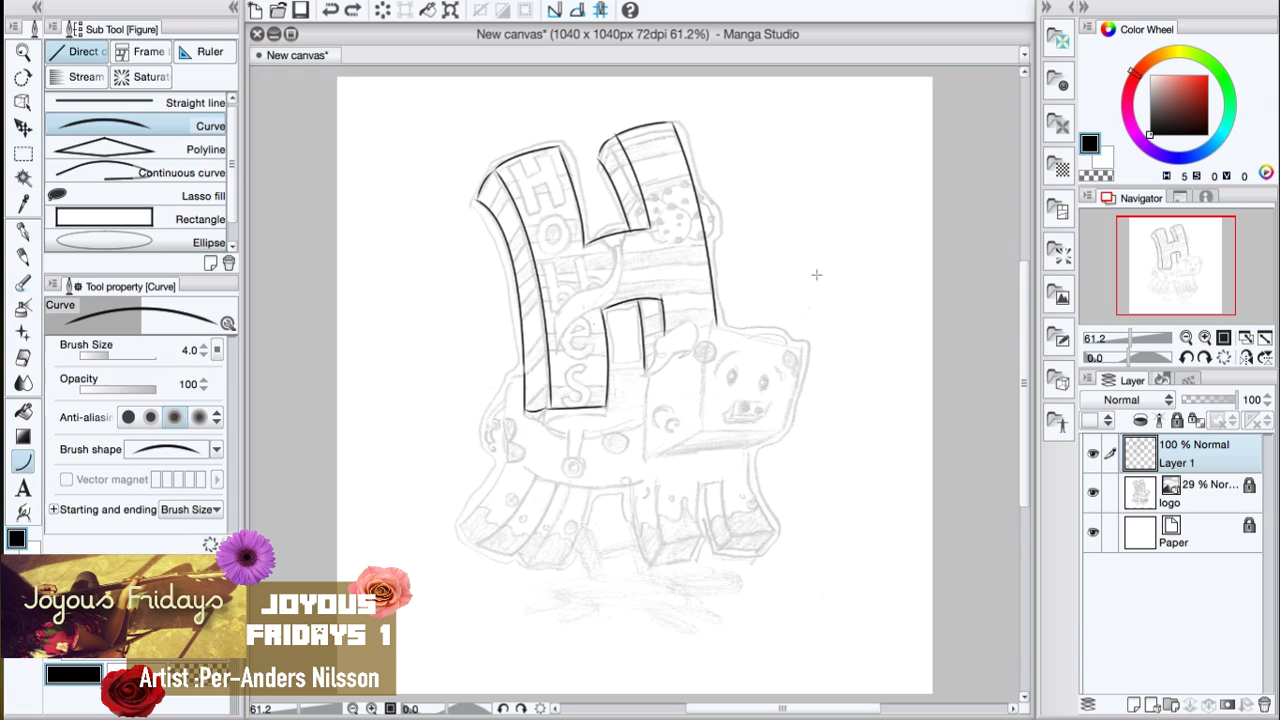 Sub Tool [Figure]
New canvas* (1040 x 1040px 72dpi 61.2%) - Manga Studio
New canvas*
Color Wheel
Direct d
Frame
Ruler
Stream
Saturat
Straight line
Curve
Polyline
Continuous curve
Lasso fill
Rectangle
Ellipse
H 5 S 0 V 0
Navigator
Tool property [Curve]
Curve
Brush Size 4.0
Opacity 100
Anti-aliasin
Brush shape
Vector magnet
Starting and ending Brush Size
61.2
0.0
Layer
Normal 100
100 % Normal
Layer 1
29 % Nor...
logo
Paper
A
H
o
e
S
Joyous Fridays
JOYOUS
FRIDAYS 1
Artist :Per-Anders Nilsson
61.2 0.0